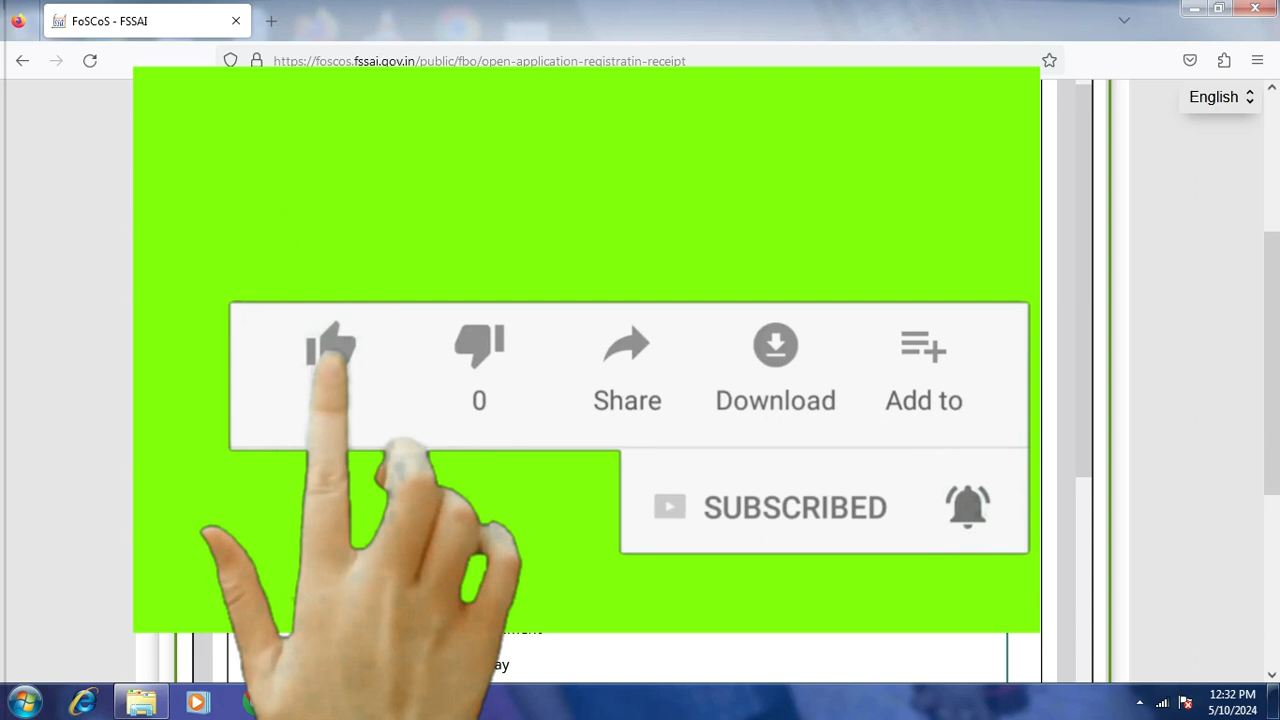 FoSCoS - FSSAI
https://foscos.fssai.gov.in/public/fbo/open-application-registratin-receipt
English
0
Share
Download
Add to
SUBSCRIBED
12:32 PM
5/10/2024